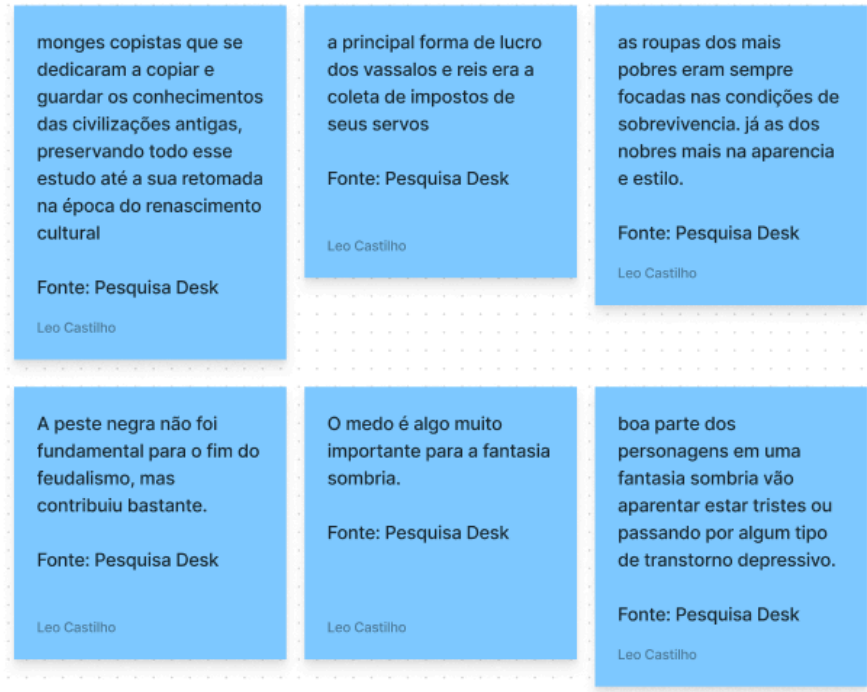 monges copistas que se
dedicaram a copiar e
guardar os conhecimentos
das civilizações antigas,
preservando todo esse
estudo até a sua retomada
na época do renascimento
cultural
Fonte: Pesquisa Desk
Leo Castilho
a principal forma de lucro
dos vassalos e reis era a
coleta de impostos de
seus servos
Fonte: Pesquisa Desk
Leo Castilho
as roupas dos mais
pobres eram sempre
focadas nas condições de
sobrevivencia. já as dos
nobres mais na aparencia
e estilo.
Fonte: Pesquisa Desk
Leo Castilho
A peste negra não foi
fundamental para o fim do
feudalismo, mas
contribuiu bastante.
Fonte: Pesquisa Desk
Leo Castilho
O medo é algo muito
importante para a fantasia
sombria.
Fonte: Pesquisa Desk
Leo Castilho
boa parte dos
personagens em uma
fantasia sombria vão
aparentar estar tristes ou
passando por algum tipo
de transtorno depressivo.
Fonte: Pesquisa Desk
Leo Castilho